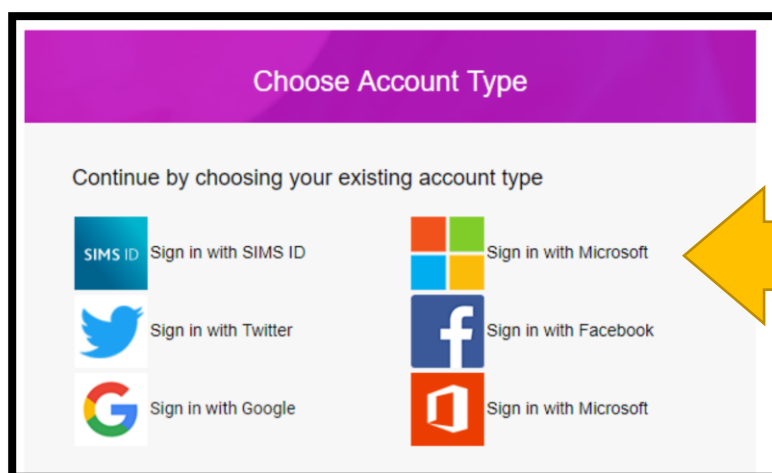 Choose Account Type
Continue by choosing your existing account type
SIMS ID Sign in with SIMS ID
Sign in with Microsoft
Sign in with Twitter
Sign in with Facebook
Sign in with Google
Sign in with Microsoft